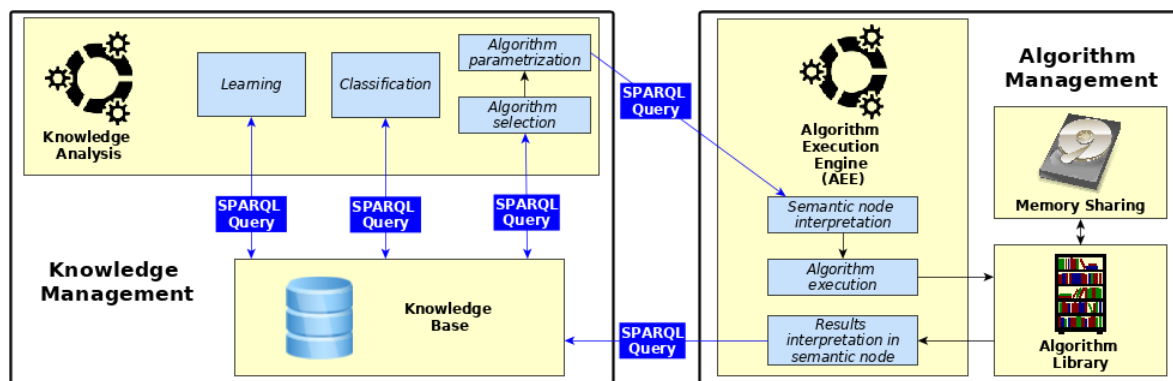 Knowledge
Analysis
Learning
Classification
Algorithm
parametrization
Algorithm
selection
SPARQL
Query
SPARQL
Query
SPARQL
Query
SPARQL
Query
Knowledge
Management
Knowledge
Base
SPARQL
Query
Algorithm
Execution
Engine
(AEE)
Semantic node
interpretation
Algorithm
execution
Results
interpretation in
semantic node
Algorithm
Management
Memory Sharing
Algorithm
Library